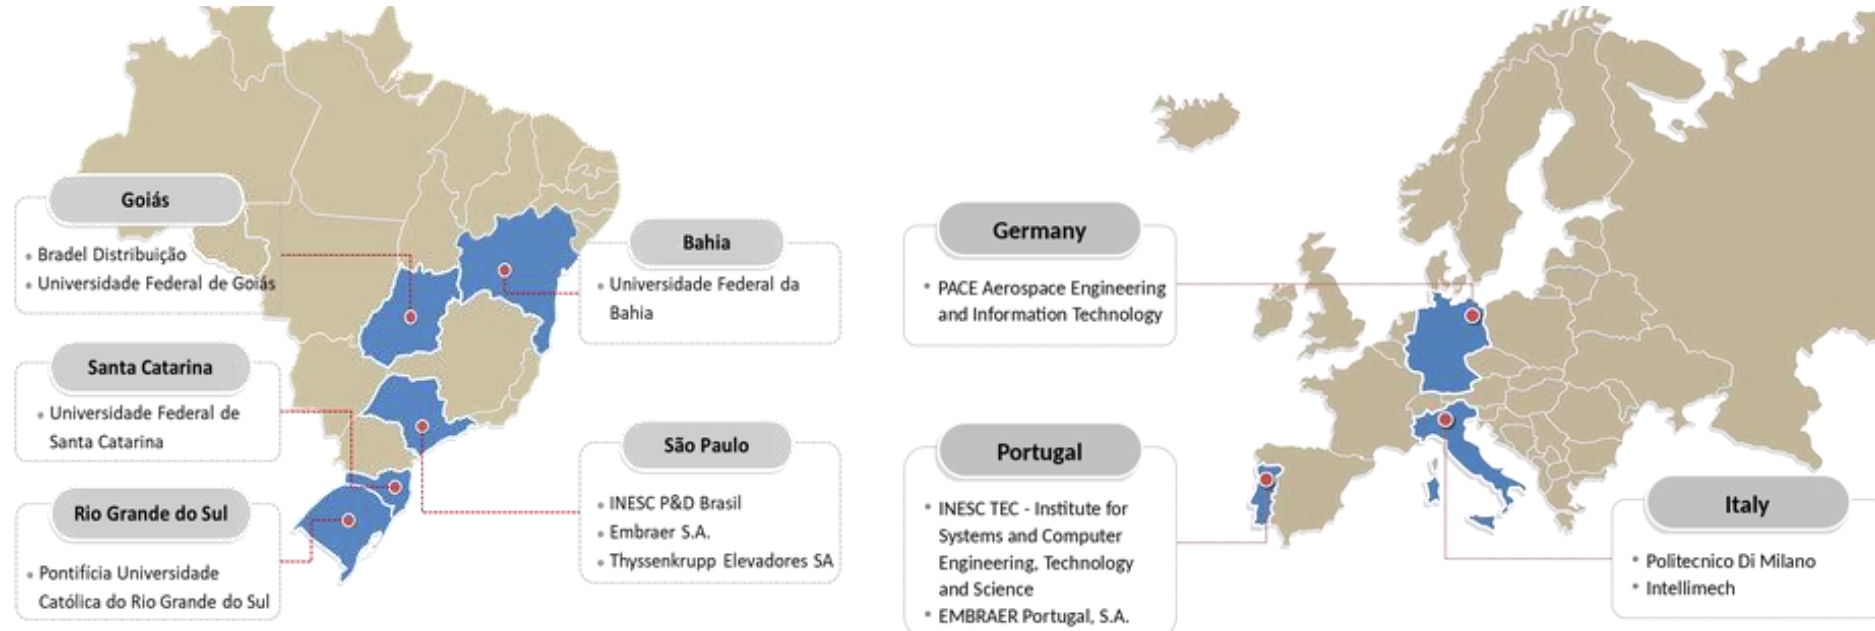 Goiás
Bradel Distribuição
Universidade Federal de Goiás
Santa Catarina
Universidade Federal de
Santa Catarina
Rio Grande do Sul
Pontifícia Universidade
Católica do Rio Grande do Sul
Bahia
Universidade Federal da
Bahia
São Paulo
INESC P&D Brasil
Embraer S.A.
Thyssenkrupp Elevadores SA
Germany
PACE Aerospace Engineering
and Information Technology
Portugal
INESC TEC - Institute for
Systems and Computer
Engineering, Technology
and Science
EMBRAER Portugal, S.A.
Italy
Politecnico Di Milano
Intellimech